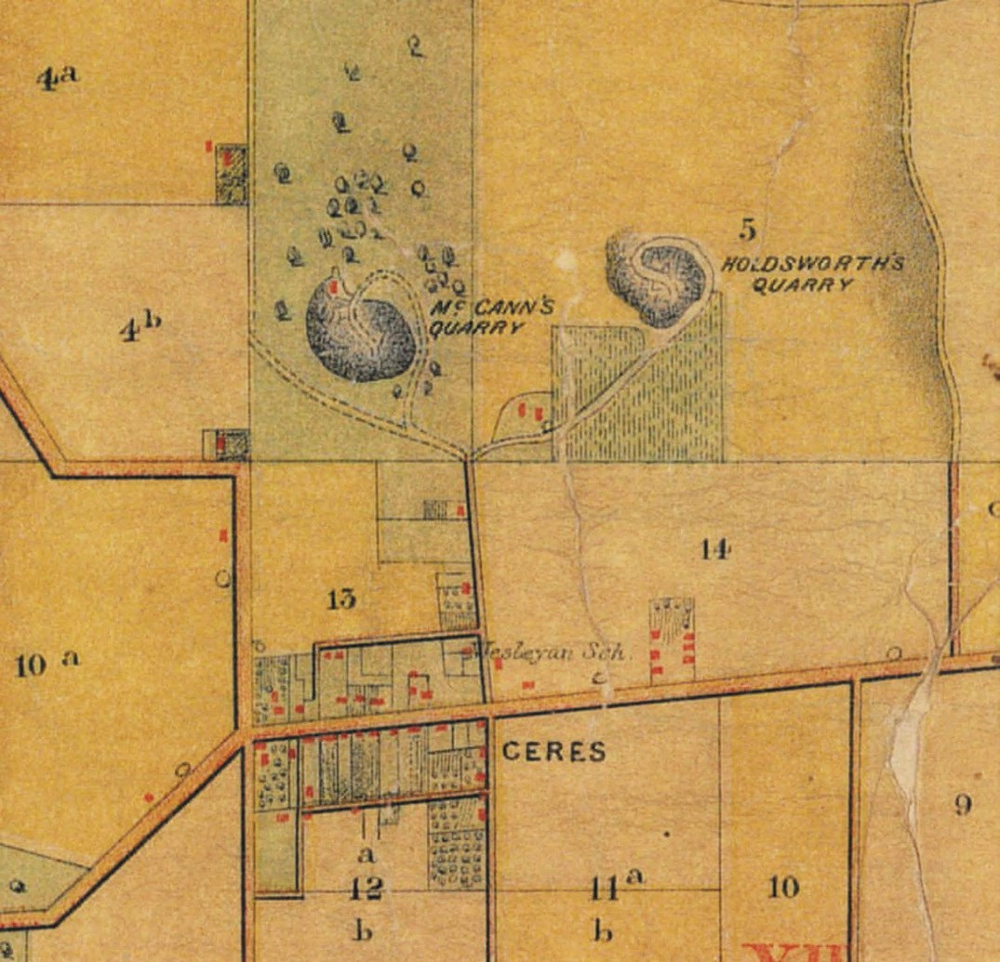 4a
5
HOLDSWORTH'S
QUARRY
Mc CANN'S
QUARRY
4b
14
13
Wesleyan Sch.
10 a
CERES
9
a
12
b
11a
b
10